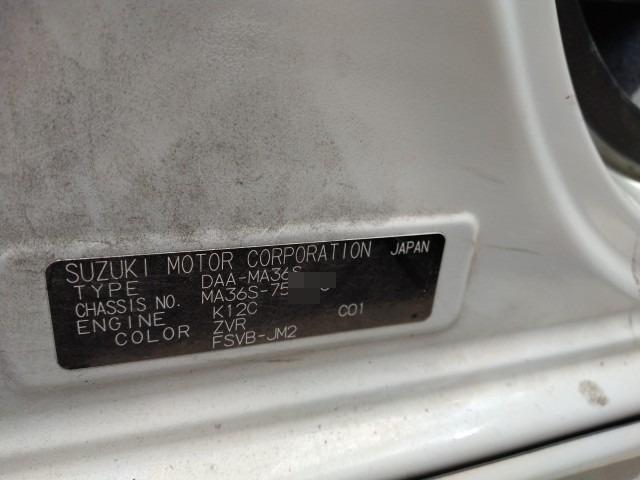 SUZUKI MOTOR CORPORATION JAPAN
TYPE DAA-MA36S
CHASSIS NO. MA36S-75
ENGINE K12C C01
COLOR ZVR
FSVB-JM2